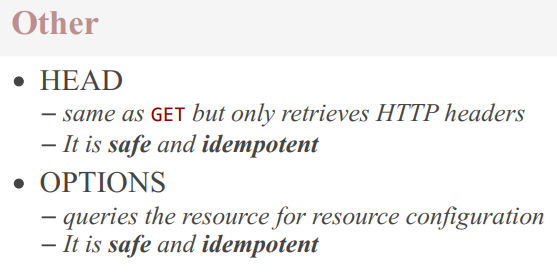 Other
• HEAD
– same as GET but only retrieves HTTP headers
– It is safe and idempotent
• OPTIONS
– queries the resource for resource configuration
– It is safe and idempotent